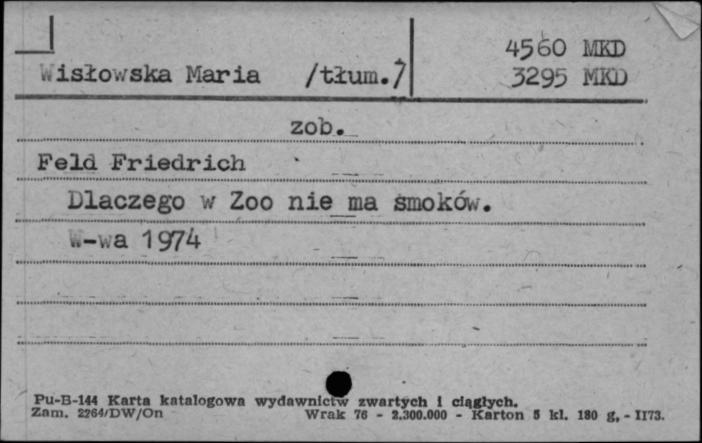 4560 MKD
Wisłowska Maria /tłum./ 3295 MKD
zob.
Feld Friedrich
Dlaczego w Zoo nie ma smoków.
W-wa 1974
Pu-B-144 Karta katalogowa wydawnictw zwartych i ciągłych.
Zam. 2264/DW/On Wrak 76 - 2.300.000 - Karton 5 kl. 180 g, - II73.